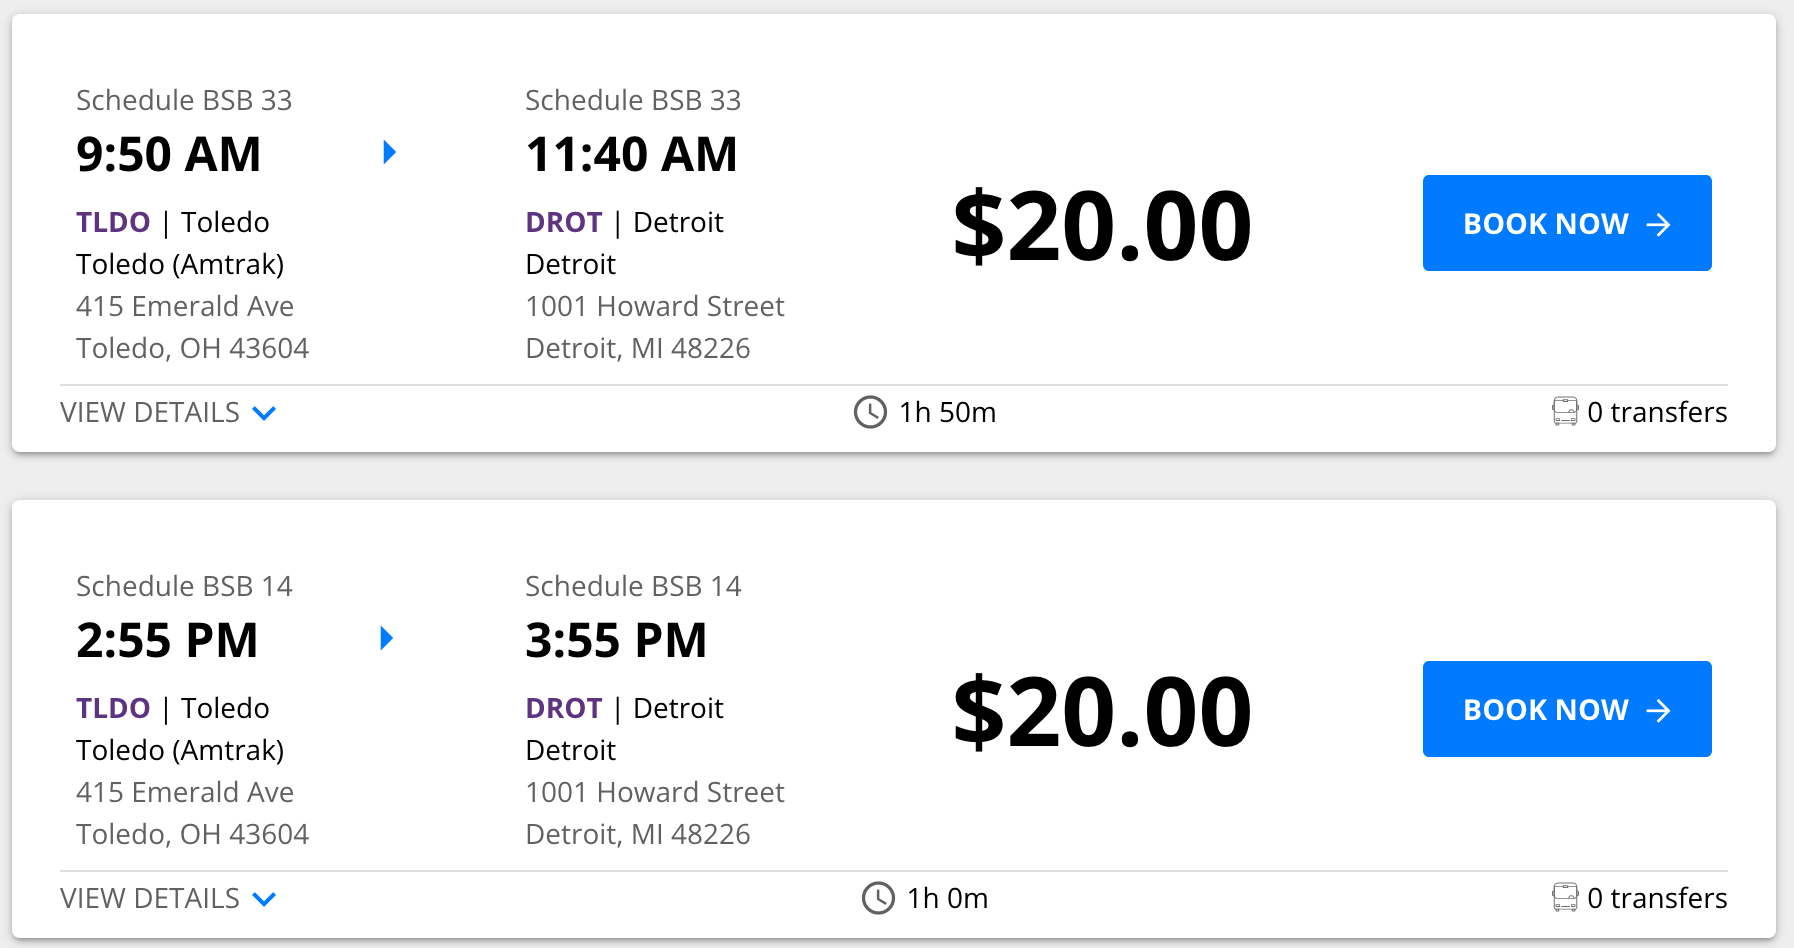 Schedule BSB 33
9:50 AM
TLDO | Toledo
Toledo (Amtrak)
415 Emerald Ave
Toledo, OH 43604
Schedule BSB 33
11:40 AM
DROT | Detroit
Detroit
1001 Howard Street
Detroit, MI 48226
$20.00
BOOK NOW
VIEW DETAILS
1h 50m
0 transfers
Schedule BSB 14
2:55 PM
TLDO | Toledo
Toledo (Amtrak)
415 Emerald Ave
Toledo, OH 43604
Schedule BSB 14
3:55 PM
DROT | Detroit
Detroit
1001 Howard Street
Detroit, MI 48226
$20.00
BOOK NOW
VIEW DETAILS
1h 0m
0 transfers